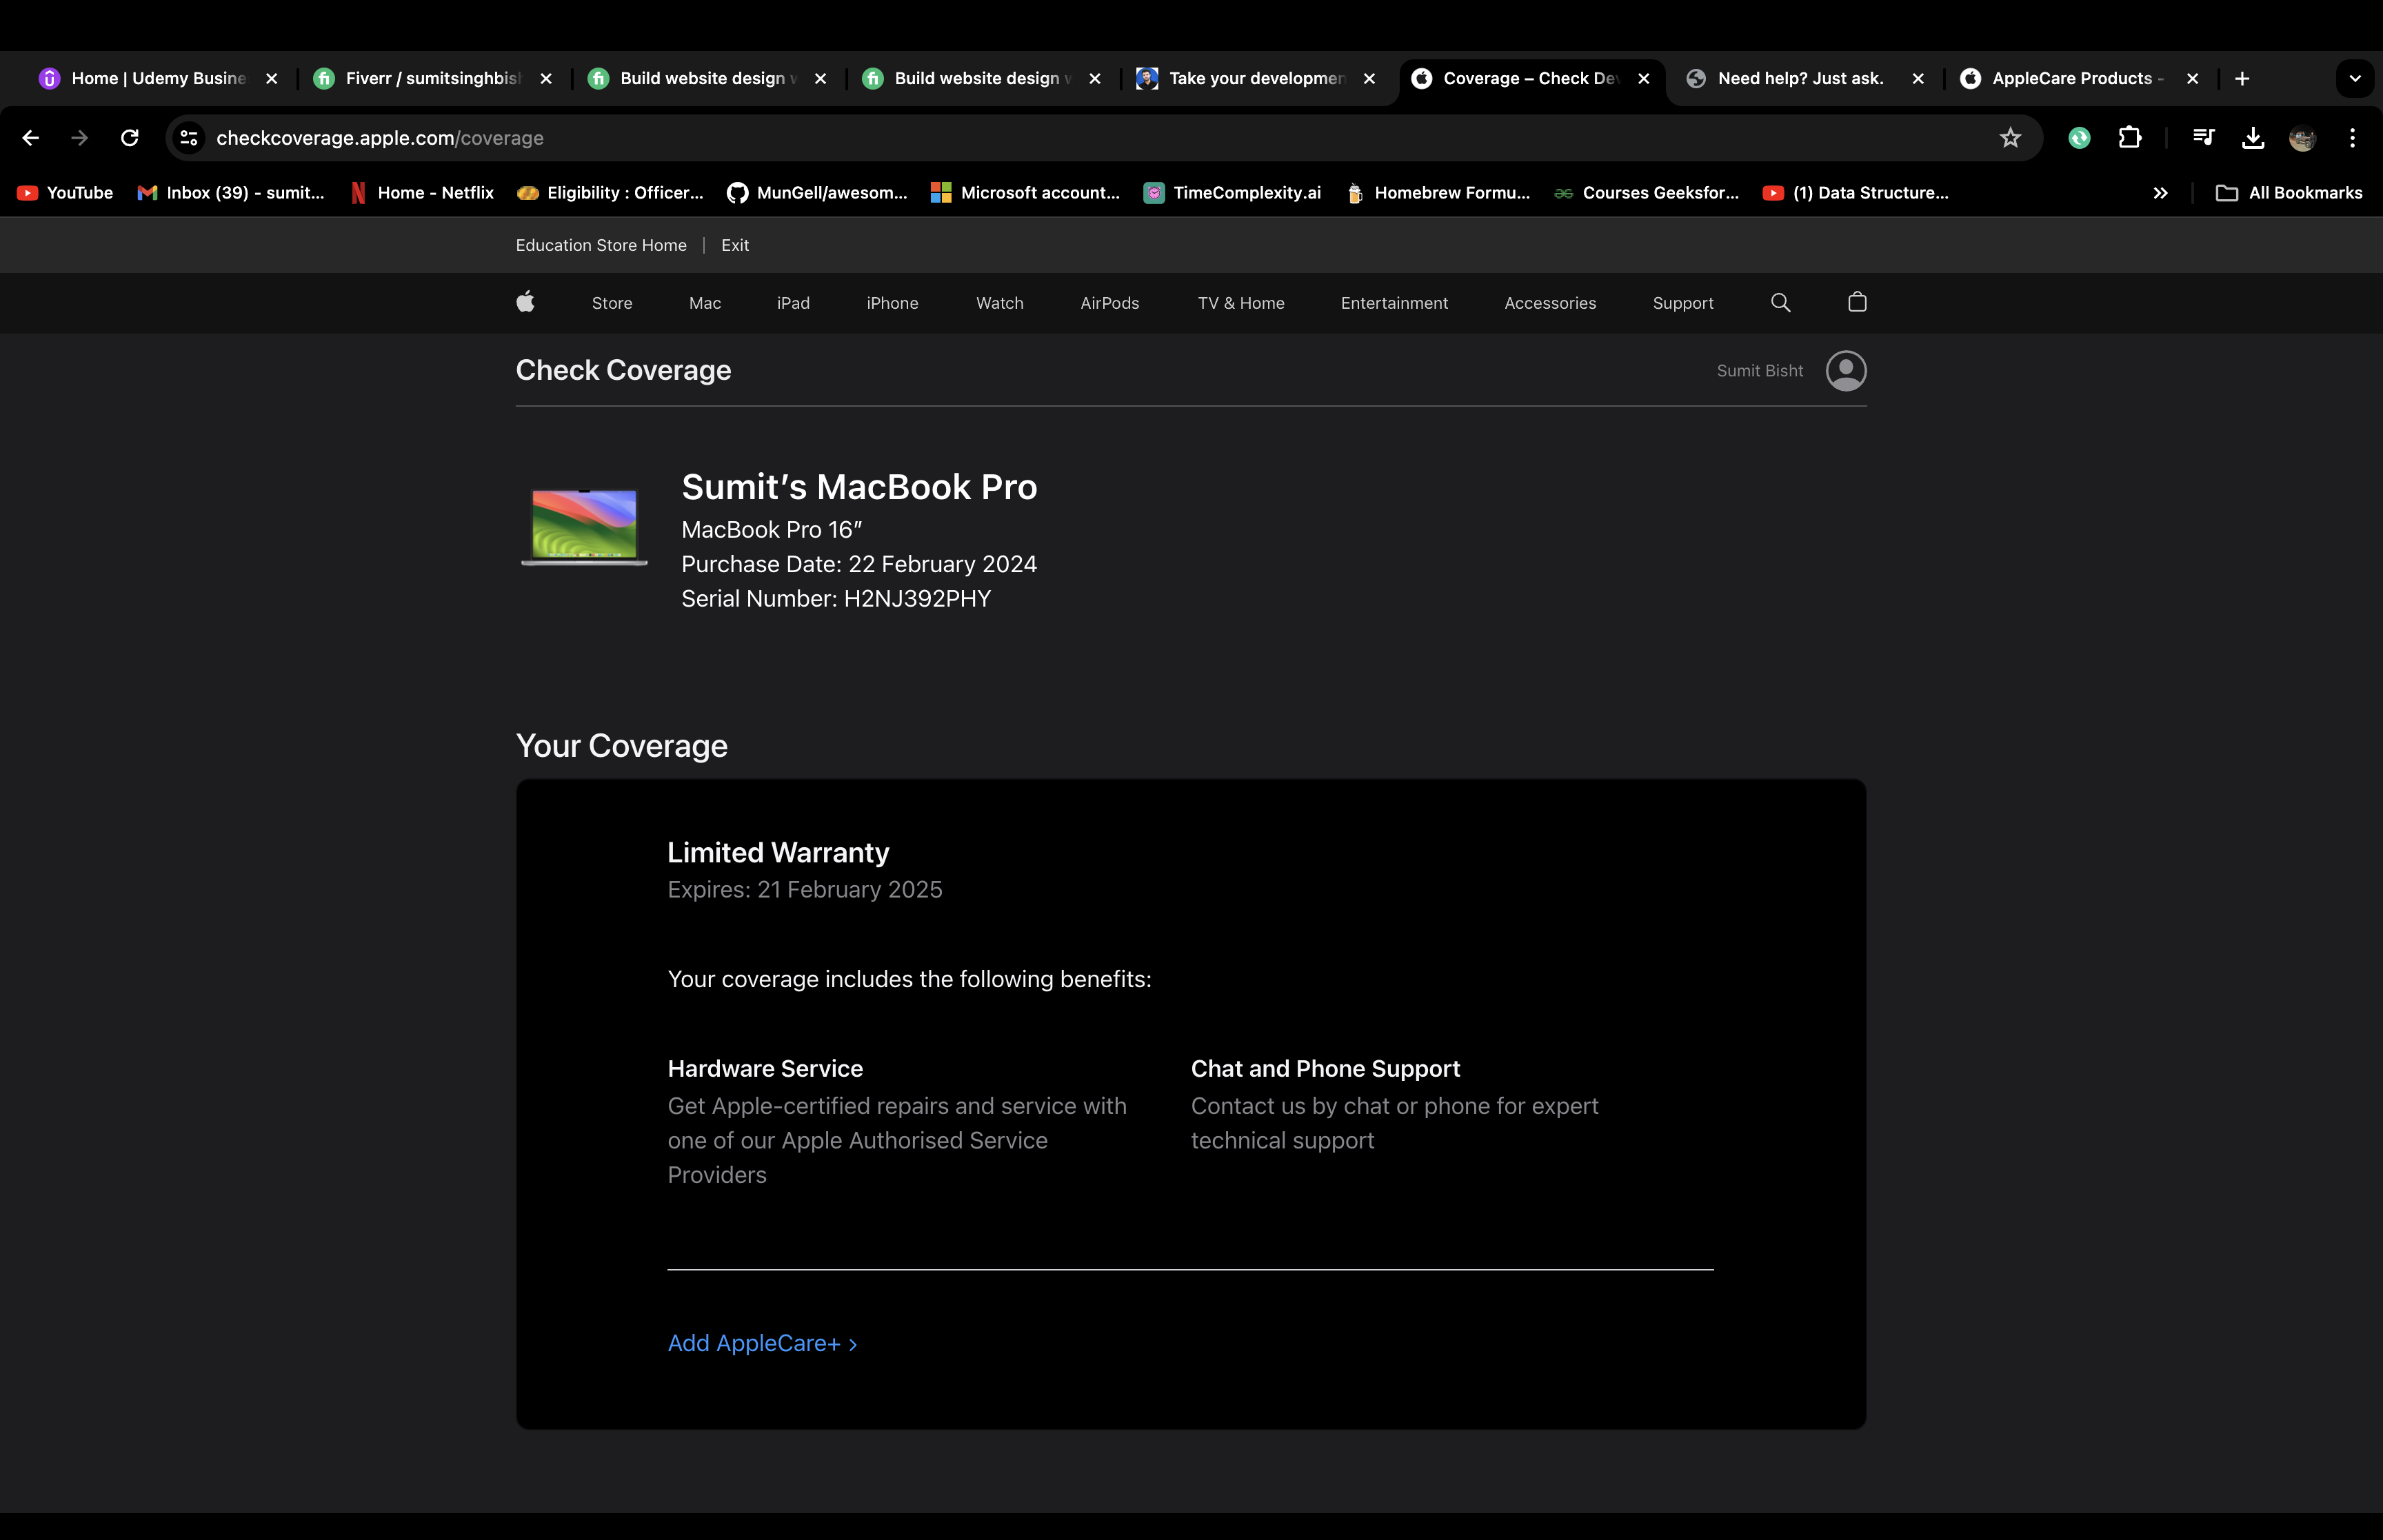 Home | Udemy Busine
Fiverr / sumitsinghbish
Build website design w
Build website design w
Take your developmen
Coverage – Check De
Need help? Just ask.
AppleCare Products -
checkcoverage.apple.com/coverage
YouTube
Inbox (39) - sumit...
Home - Netflix
Eligibility : Officer...
MunGell/awesom...
Microsoft account...
TimeComplexity.ai
Homebrew Formu...
Courses Geeksfor...
(1) Data Structure...
All Bookmarks
Education Store Home | Exit
Store Mac iPad iPhone Watch AirPods TV & Home Entertainment Accessories Support
Check Coverage
Sumit Bisht
Sumit’s MacBook Pro
MacBook Pro 16”
Purchase Date: 22 February 2024
Serial Number: H2NJ392PHY
Your Coverage
Limited Warranty
Expires: 21 February 2025
Your coverage includes the following benefits:
Hardware Service
Get Apple-certified repairs and service with
one of our Apple Authorised Service
Providers
Chat and Phone Support
Contact us by chat or phone for expert
technical support
Add AppleCare+ >